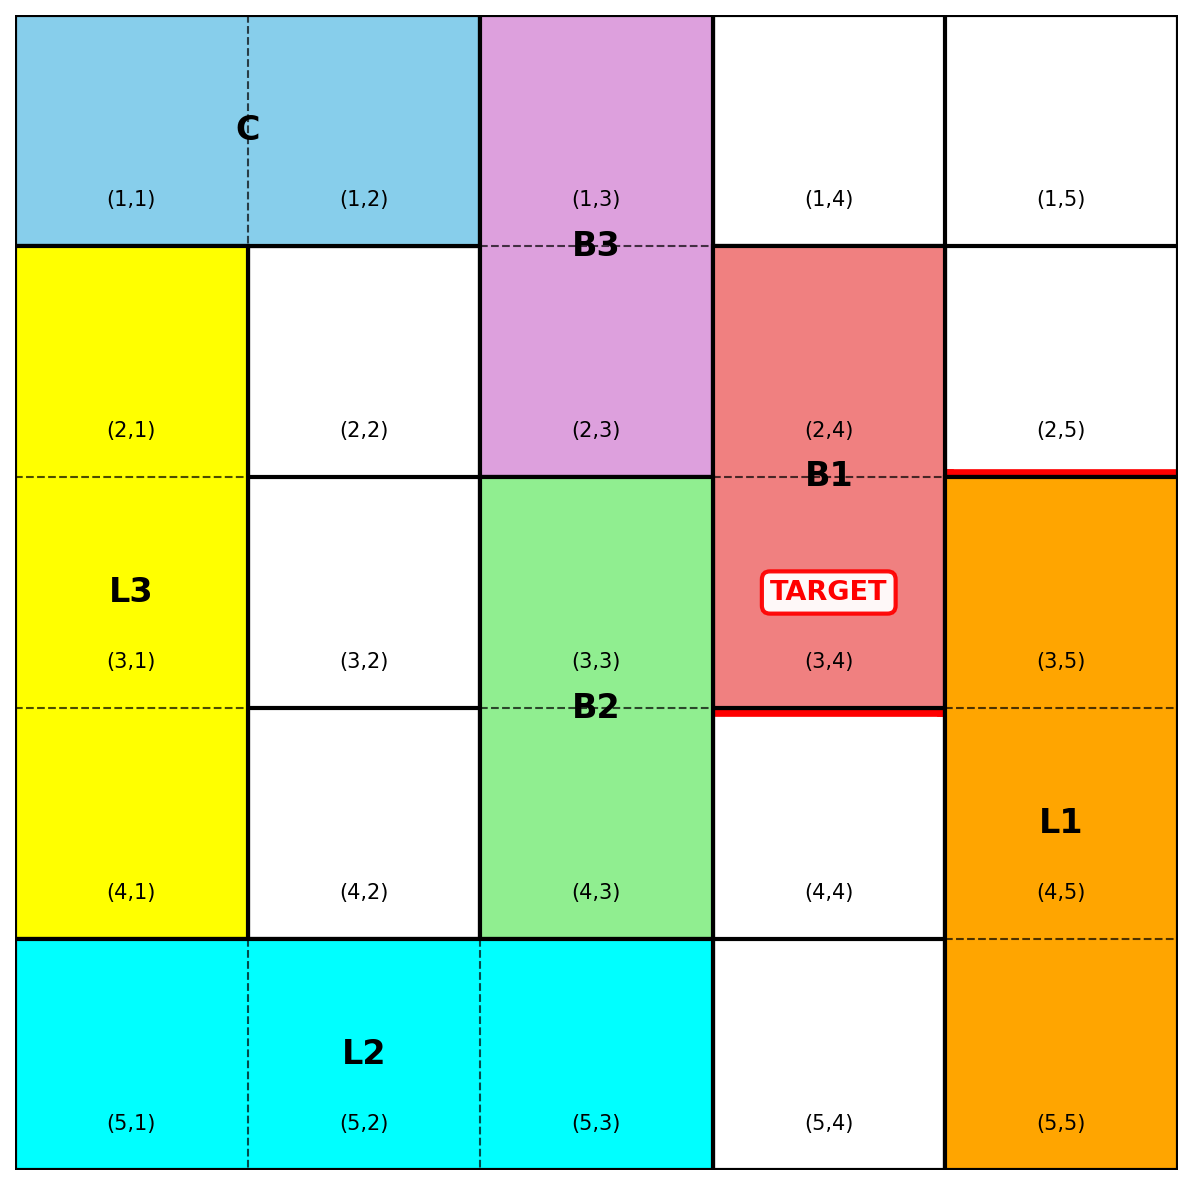 C
(1,1) (1,2) (1,3) (1,4) (1,5)
B3
(2,1) (2,2) (2,3) (2,4) (2,5)
B1
L3 TARGET
(3,1) (3,2) (3,3) (3,4) (3,5)
B2
L1
(4,1) (4,2) (4,3) (4,4) (4,5)
L2
(5,1) (5,2) (5,3) (5,4) (5,5)